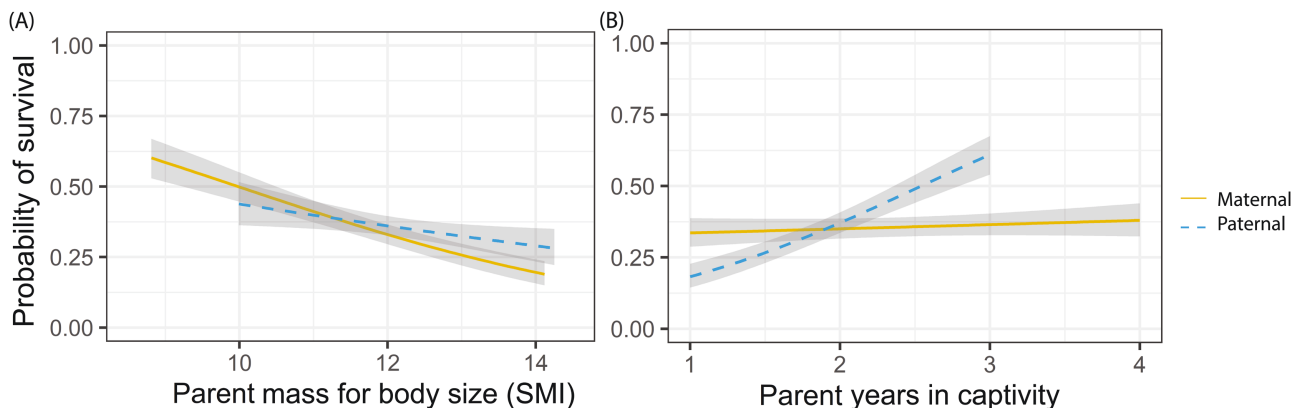 (A)
(B)
Probability of survival
1.00
0.75
0.50
0.25
0.00
10
12
14
Parent mass for body size (SMI)
1.00
0.75
0.50
0.25
0.00
1
2
3
4
Parent years in captivity
Maternal
Paternal